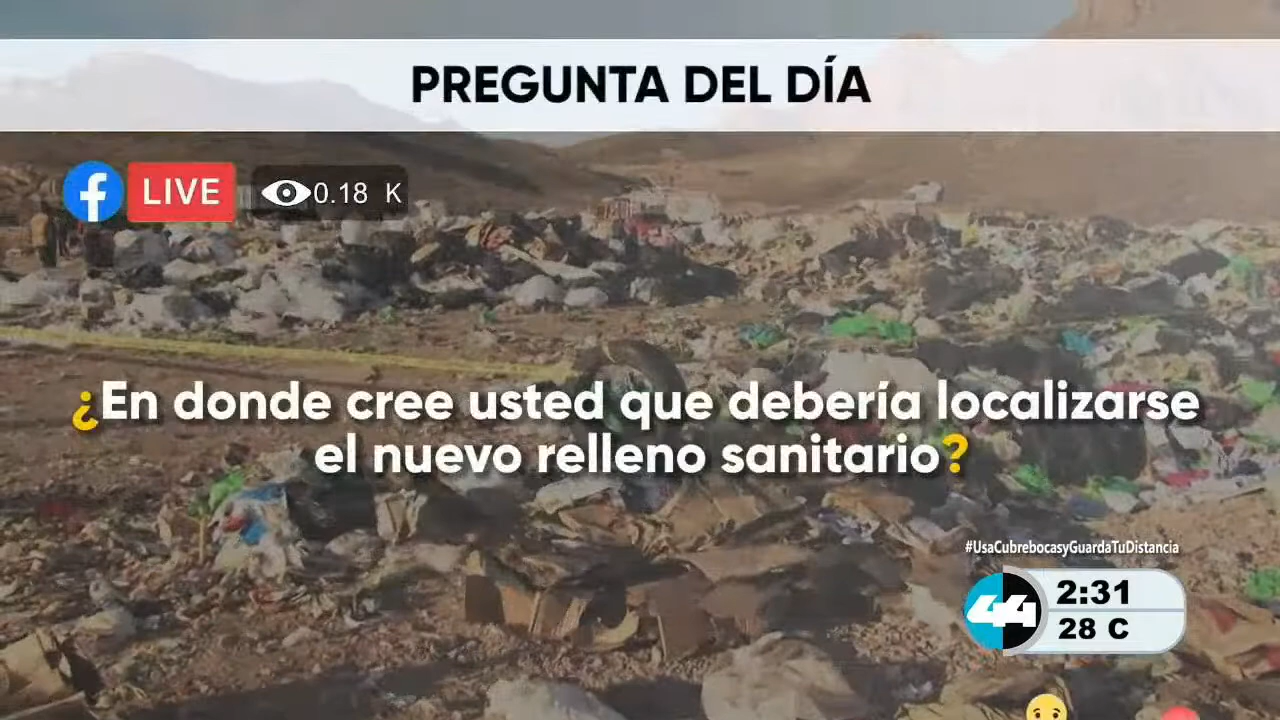 PREGUNTA DEL DÍA
LIVE
0.18 K
¿En donde cree usted que debería localizarse
el nuevo relleno sanitario?
#UsaCubrebocasyGuardaTuDistancia
44
2:31
28 C